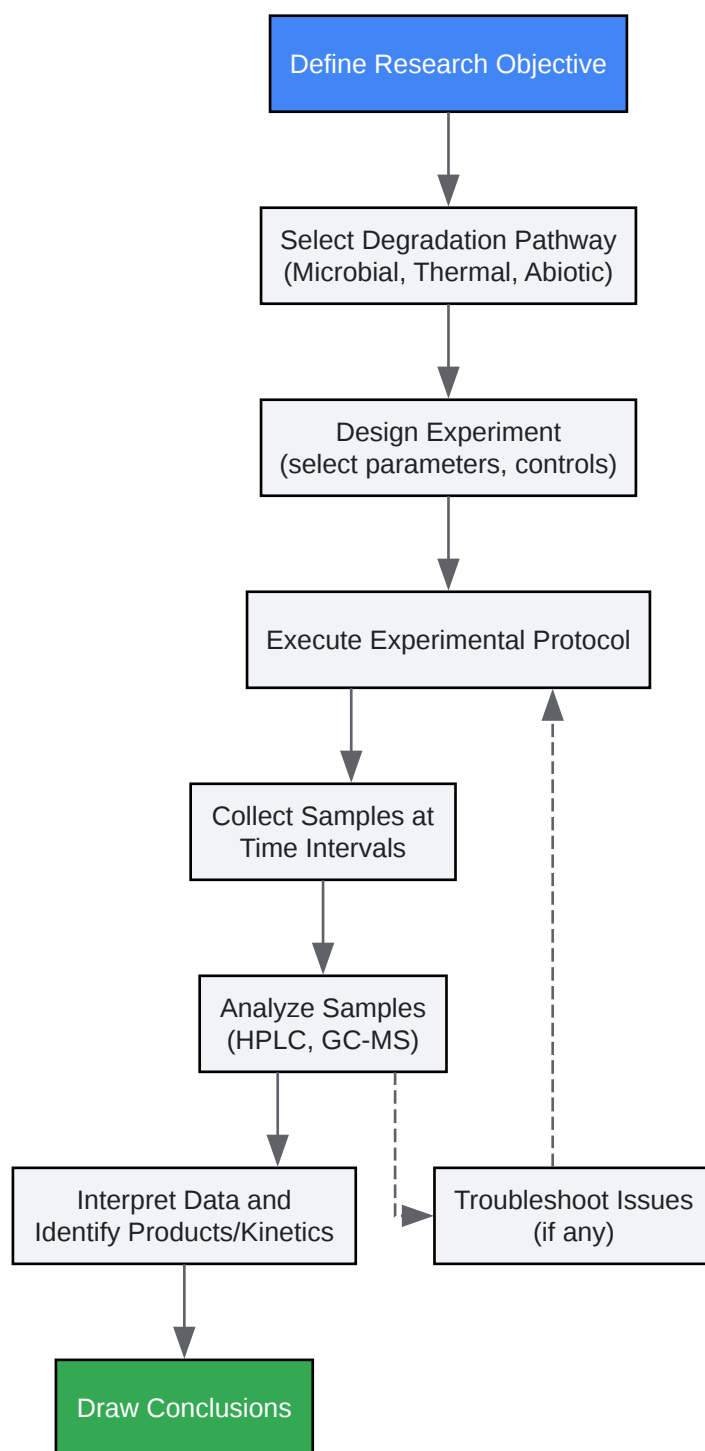 Define Research Objective
Select Degradation Pathway
(Microbial, Thermal, Abiotic)
Design Experiment
(select parameters, controls)
Execute Experimental Protocol
Collect Samples at
Time Intervals
Analyze Samples
(HPLC, GC-MS)
Interpret Data and
Identify Products/Kinetics
Troubleshoot Issues
(if any)
Draw Conclusions